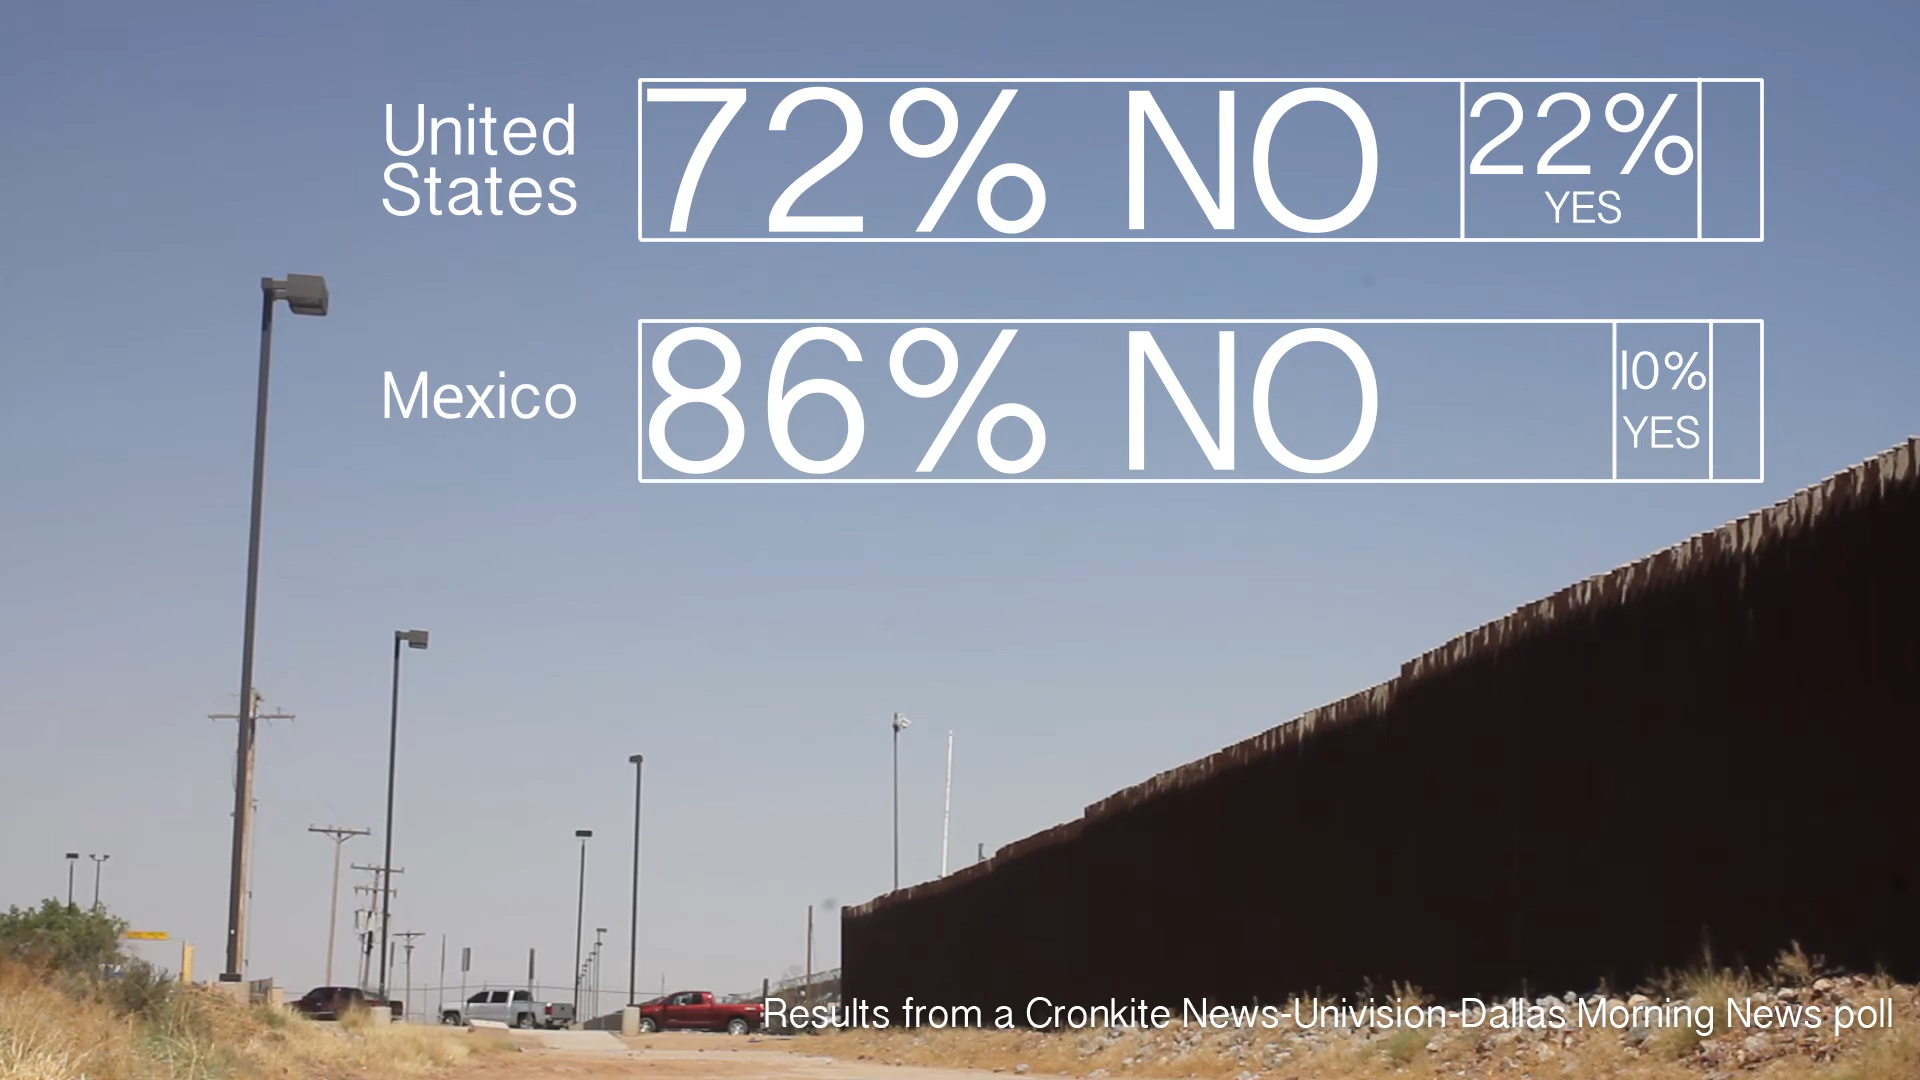 United
States
72% NO
22%
YES
Mexico
86% NO
10%
YES
Results from a Cronkite News-Univision-Dallas Morning News poll